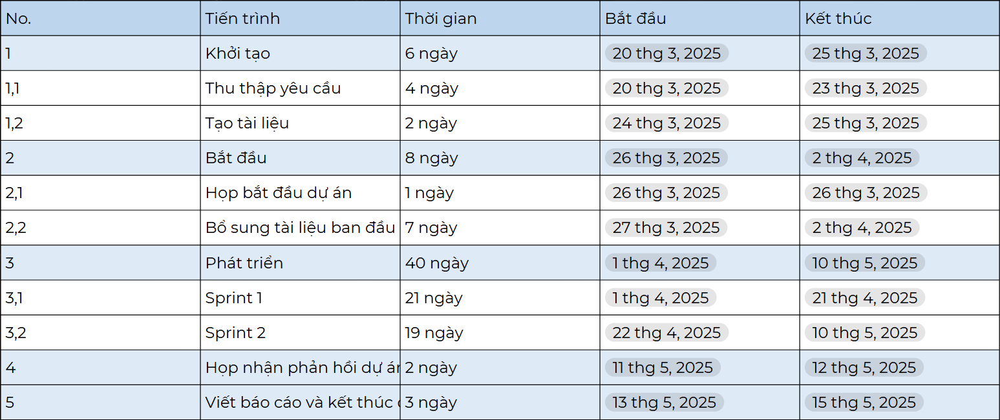 No. Tiến trình Thời gian Bắt đầu Kết thúc
1 Khởi tạo 6 ngày 20 thg 3, 2025 25 thg 3, 2025
1,1 Thu thập yêu cầu 4 ngày 20 thg 3, 2025 23 thg 3, 2025
1,2 Tạo tài liệu 2 ngày 24 thg 3, 2025 25 thg 3, 2025
2 Bắt đầu 8 ngày 26 thg 3, 2025 2 thg 4, 2025
2,1 Họp bắt đầu dự án 1 ngày 26 thg 3, 2025 26 thg 3, 2025
2,2 Bổ sung tài liệu ban đầu 7 ngày 27 thg 3, 2025 2 thg 4, 2025
3 Phát triển 40 ngày 1 thg 4, 2025 10 thg 5, 2025
3,1 Sprint 1 21 ngày 1 thg 4, 2025 21 thg 4, 2025
3,2 Sprint 2 19 ngày 22 thg 4, 2025 10 thg 5, 2025
4 Họp nhận phản hồi dự án 2 ngày 11 thg 5, 2025 12 thg 5, 2025
5 Viết báo cáo và kết thúc 3 ngày 13 thg 5, 2025 15 thg 5, 2025